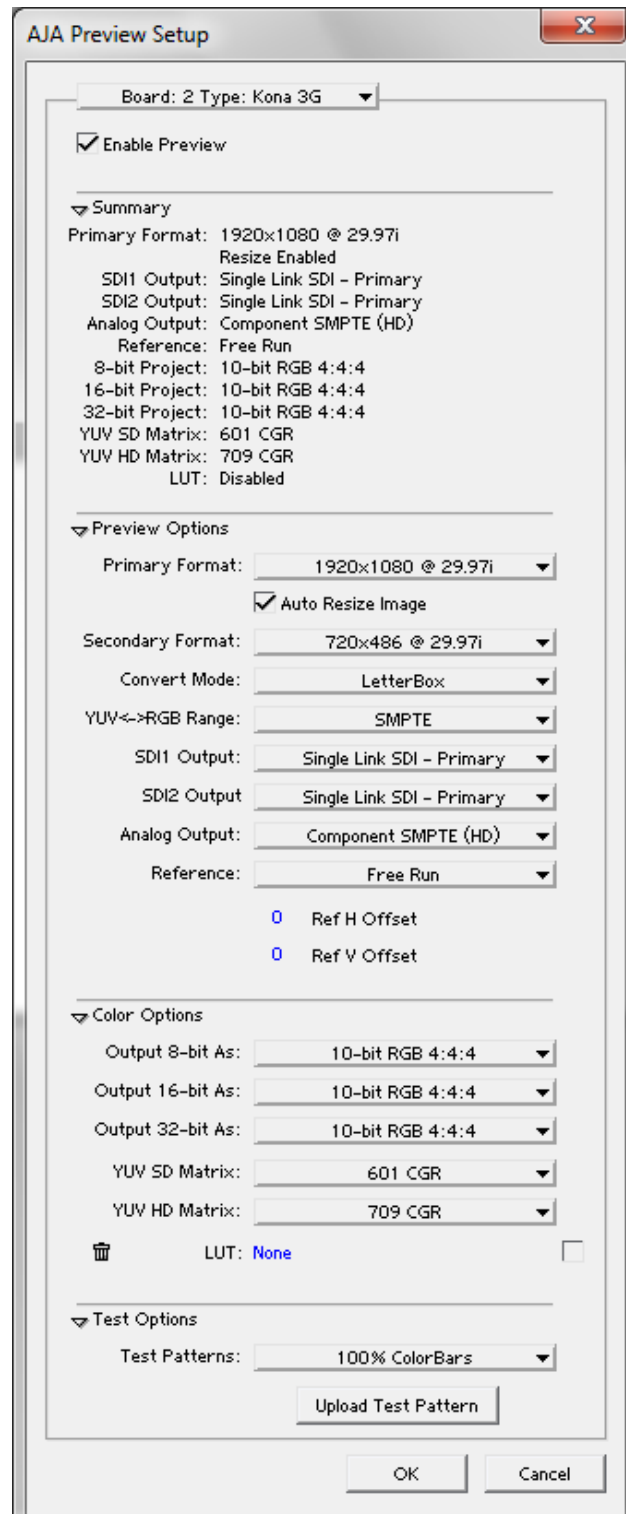 AJA Preview Setup
Board: 2 Type: Kona 3G
Enable Preview
Summary
Primary Format: 1920x1080 @ 29.97i
Resize Enabled
SDI1 Output: Single Link SDI - Primary
SDI2 Output: Single Link SDI - Primary
Analog Output: Component SMPTE (HD)
Reference: Free Run
8-bit Project: 10-bit RGB 4:4:4
16-bit Project: 10-bit RGB 4:4:4
32-bit Project: 10-bit RGB 4:4:4
YUV SD Matrix: 601 CGR
YUV HD Matrix: 709 CGR
LUT: Disabled
Preview Options
Primary Format: 1920x1080 @ 29.97i
Auto Resize Image
Secondary Format: 720x486 @ 29.97i
Convert Mode: LetterBox
YUV<->RGB Range: SMPTE
SDI1 Output: Single Link SDI - Primary
SDI2 Output Single Link SDI - Primary
Analog Output: Component SMPTE (HD)
Reference: Free Run
0 Ref H Offset
0 Ref V Offset
Color Options
Output 8-bit As: 10-bit RGB 4:4:4
Output 16-bit As: 10-bit RGB 4:4:4
Output 32-bit As: 10-bit RGB 4:4:4
YUV SD Matrix: 601 CGR
YUV HD Matrix: 709 CGR
LUT: None
Test Options
Test Patterns: 100% ColorBars
Upload Test Pattern
OK Cancel